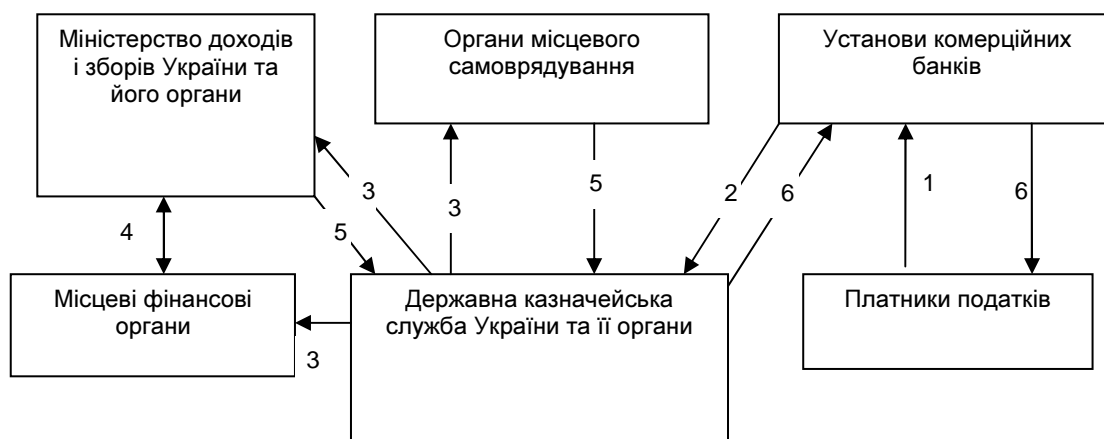 Міністерство доходів
і зборів України та
його органи
Органи місцевого
самоврядування
Установи комерційних
банків
3
3
5
2
6
1
6
4
5
Місцеві фінансові
органи
3
Державна казначейська
служба України та її органи
Платники податків